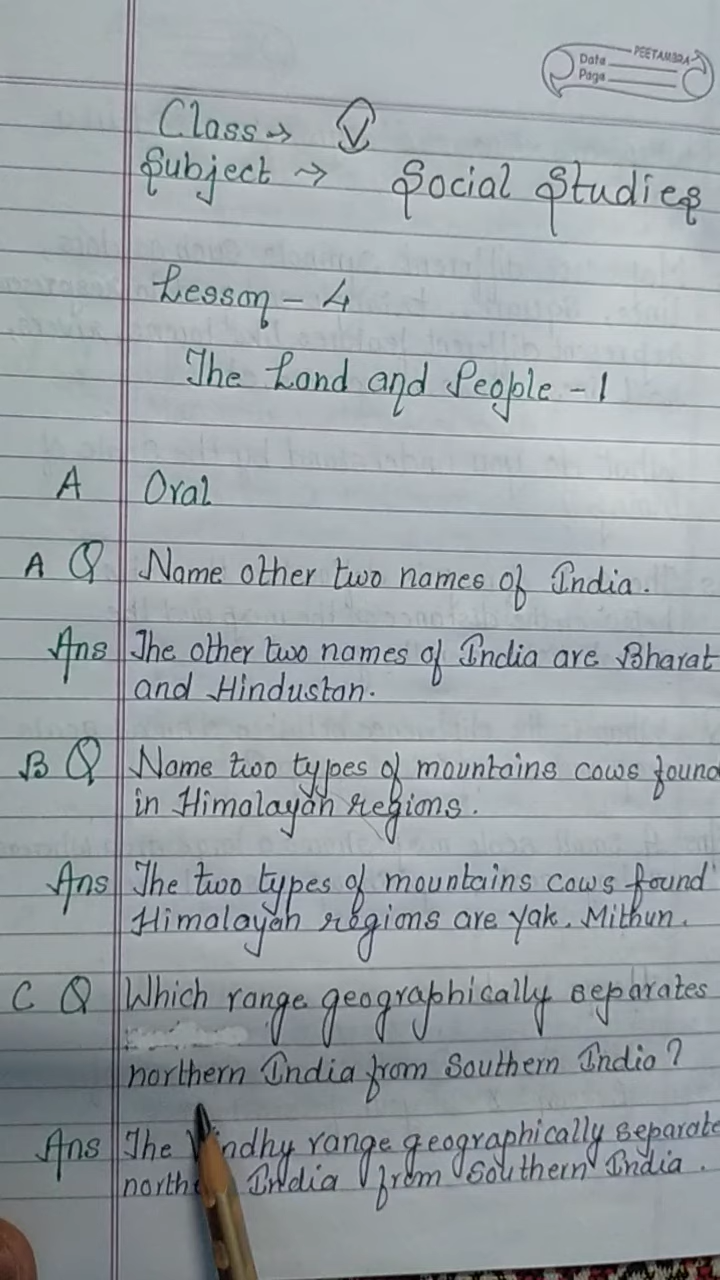 PEETAMBRA
Date
Page
Class → V
Subject → Social Studies
Lesson - 4
The Land and People - 1
A Oral
A Q Name other two names of India.
Ans The other two names of India are Bharat
and Hindustan.
B Q Name two types of mountains cows found
in Himalayan regions.
Ans The two types of mountains cows found
Himalayan regions are yak. Mithun.
C Q Which range geographically separates
northern India from Southern India?
Ans The Vindhy range geographically separate
northe India from Southern India.